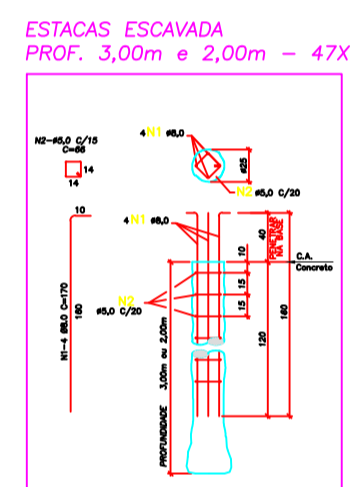 ESTACAS ESCAVADA
PROF. 3,00m e 2,00m – 47X
N2-ø5,0 C/15
C=66
14
14
4 N1 ø8,0
ø25
N2 ø5,0 C/20
10
N1-4 ø8.0 C=170
160
4 N1 ø8,0
N2
ø5,0 C/20
10
15
15
40
PENETRAR
NA BASE
C.A.
Concreto
120
160
PROFUNDIDADE 3,00m ou 2,00m